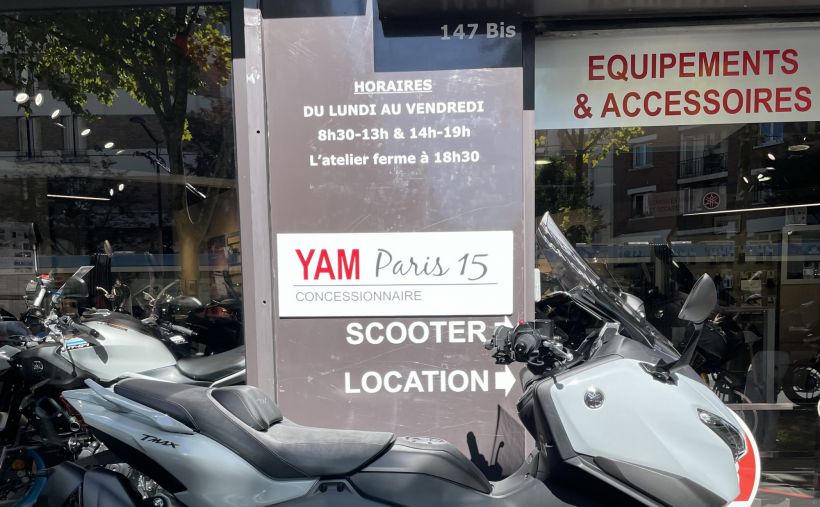 147 Bis
HORAIRES
DU LUNDI AU VENDREDI
8h30-13h & 14h-19h
L'atelier ferme à 18h30
EQUIPEMENTS
& ACCESSOIRES
YAM Paris 15
CONCESSIONNAIRE
SCOOTER
LOCATION
TMAX